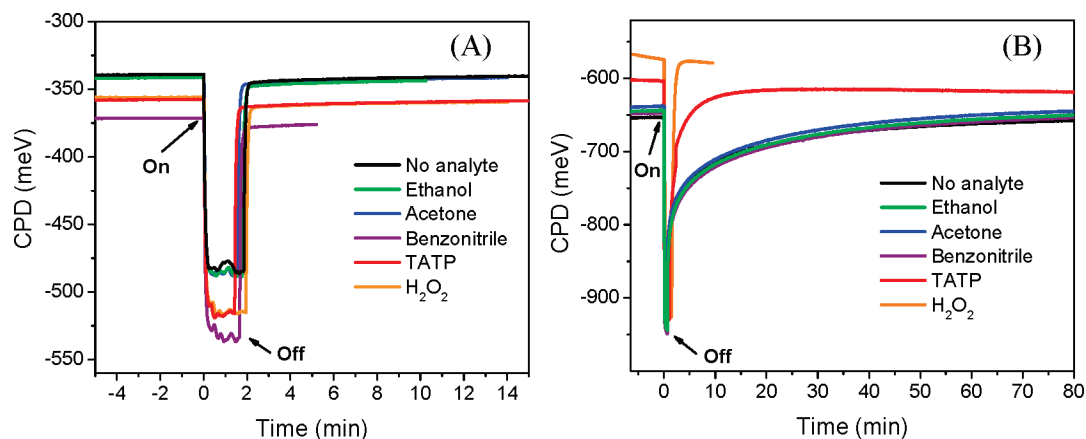 (A)
-300
-350
-400
-450
-500
-550
CPD (meV)
-4 -2 0 2 4 6 8 10 12 14
Time (min)
On
Off
No analyte
Ethanol
Acetone
Benzonitrile
TATP
H₂O₂
(B)
-600
-700
-800
-900
CPD (meV)
0 10 20 30 40 50 60 70 80
Time (min)
On
Off
No analyte
Ethanol
Acetone
Benzonitrile
TATP
H₂O₂